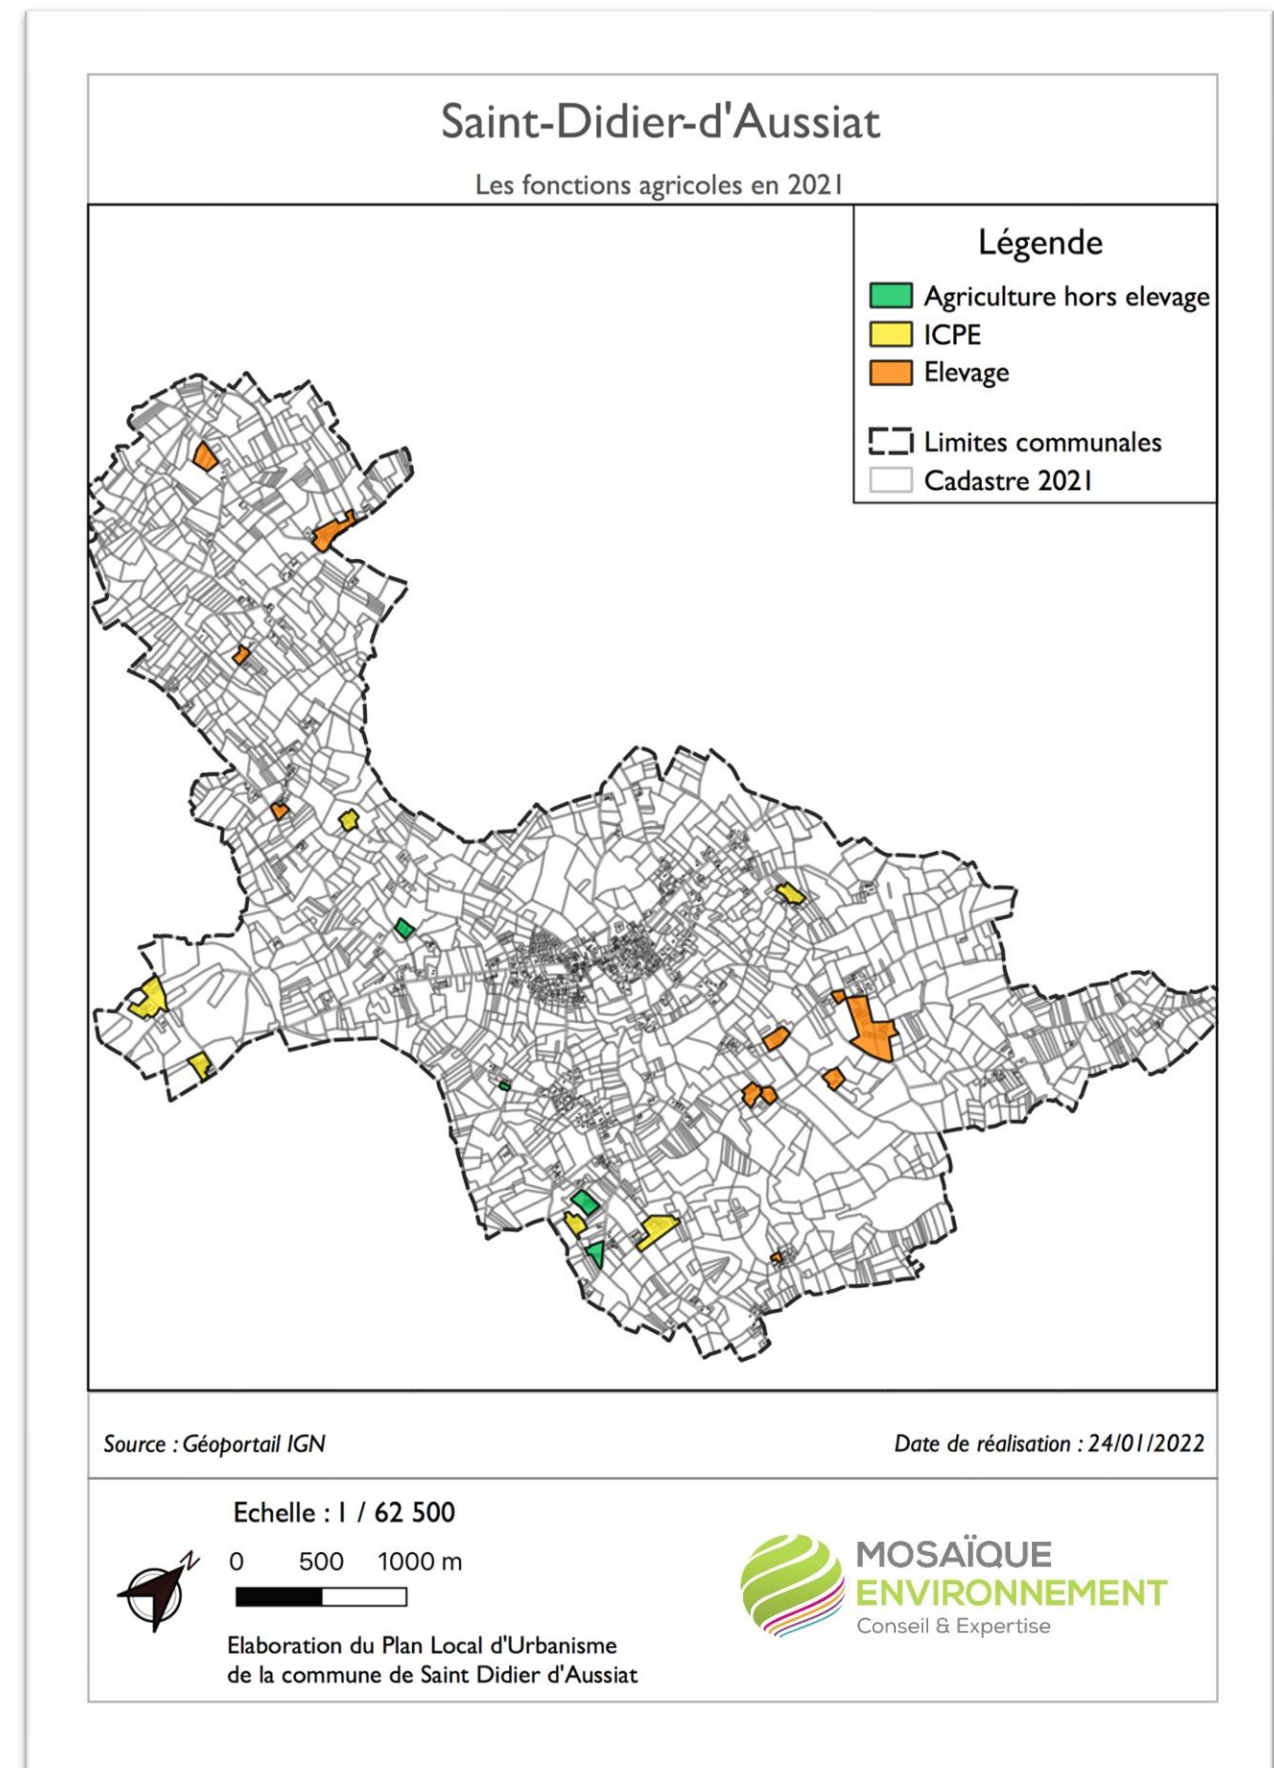 Saint-Didier-d'Aussiat
Les fonctions agricoles en 2021
Légende
Agriculture hors elevage
ICPE
Elevage
Limites communales
Cadastre 2021
Source : Géoportail IGN
Date de réalisation : 24/01/2022
Echelle : 1 / 62 500
N
0 500 1000 m
Elaboration du Plan Local d'Urbanisme
de la commune de Saint Didier d'Aussiat
MOSAÏQUE
ENVIRONNEMENT
Conseil & Expertise